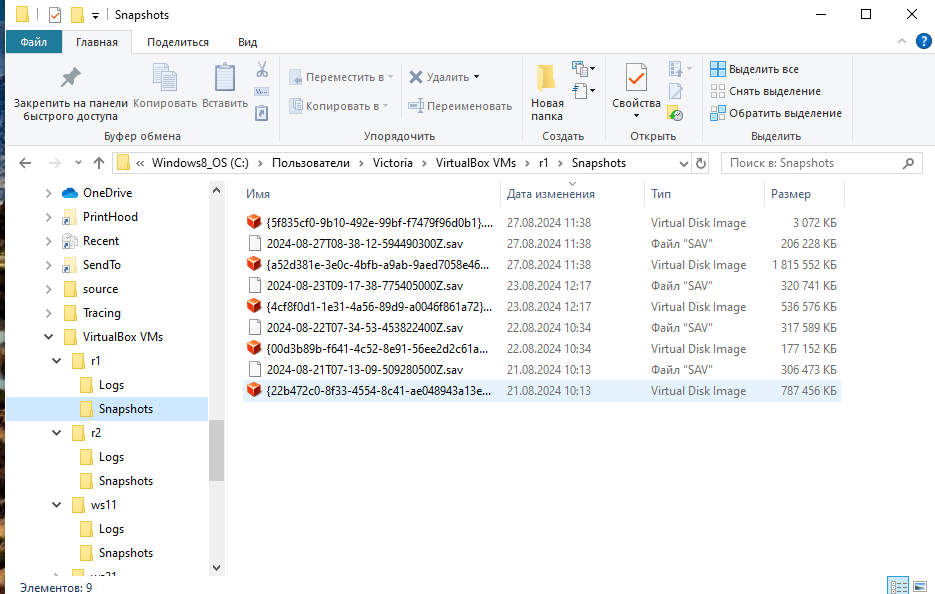 Snapshots
Файл Главная Поделиться Вид
Закрепить на панели быстрого доступа
Копировать
Вставить
Переместить в
Копировать в
Удалить
Переименовать
Новая папка
Свойства
Выделить все
Снять выделение
Обратить выделение
Буфер обмена Упорядочить Создать Открыть Выделить
« Windows8_OS (C:) > Пользователи > Victoria > VirtualBox VMs > r1 > Snapshots
Поиск в: Snapshots
OneDrive
PrintHood
Recent
SendTo
source
Tracing
VirtualBox VMs
r1
Logs
Snapshots
r2
Logs
Snapshots
ws11
Logs
Snapshots
Имя Дата изменения Тип Размер
{5f835cf0-9b10-492e-99bf-f7479f96d0b1}.... 27.08.2024 11:38 Virtual Disk Image 3 072 КБ
2024-08-27T08-38-12-594490300Z.sav 27.08.2024 11:38 Файл "SAV" 206 228 КБ
{a52d381e-3e0c-4bfb-a9ab-9aed7058e46... 27.08.2024 11:38 Virtual Disk Image 1 815 552 КБ
2024-08-23T09-17-38-775405000Z.sav 23.08.2024 12:17 Файл "SAV" 320 741 КБ
{4cf8f0d1-1e31-4a56-89d9-a0046f861a72}... 23.08.2024 12:17 Virtual Disk Image 536 576 КБ
2024-08-22T07-34-53-453822400Z.sav 22.08.2024 10:34 Файл "SAV" 317 589 КБ
{00d3b89b-f641-4c52-8e91-56ee2d2c61a... 22.08.2024 10:34 Virtual Disk Image 177 152 КБ
2024-08-21T07-13-09-509280500Z.sav 21.08.2024 10:13 Файл "SAV" 306 473 КБ
{22b472c0-8f33-4554-8c41-ae048943a13e... 21.08.2024 10:13 Virtual Disk Image 787 456 КБ
Элементов: 9